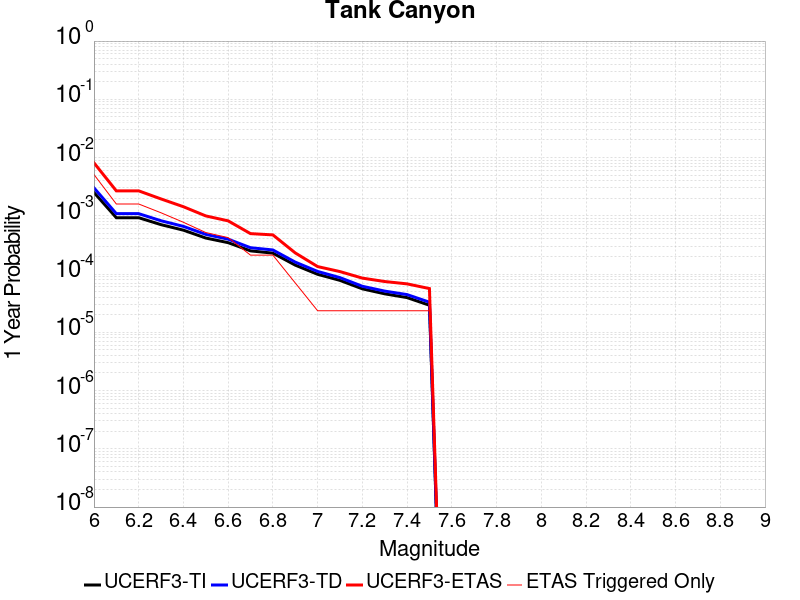 Tank Canyon
10^0
10^-1
10^-2
10^-3
10^-4
10^-5
10^-6
10^-7
10^-8
1 Year Probability
6 6.2 6.4 6.6 6.8 7 7.2 7.4 7.6 7.8 8 8.2 8.4 8.6 8.8 9
Magnitude
UCERF3-TI UCERF3-TD UCERF3-ETAS ETAS Triggered Only